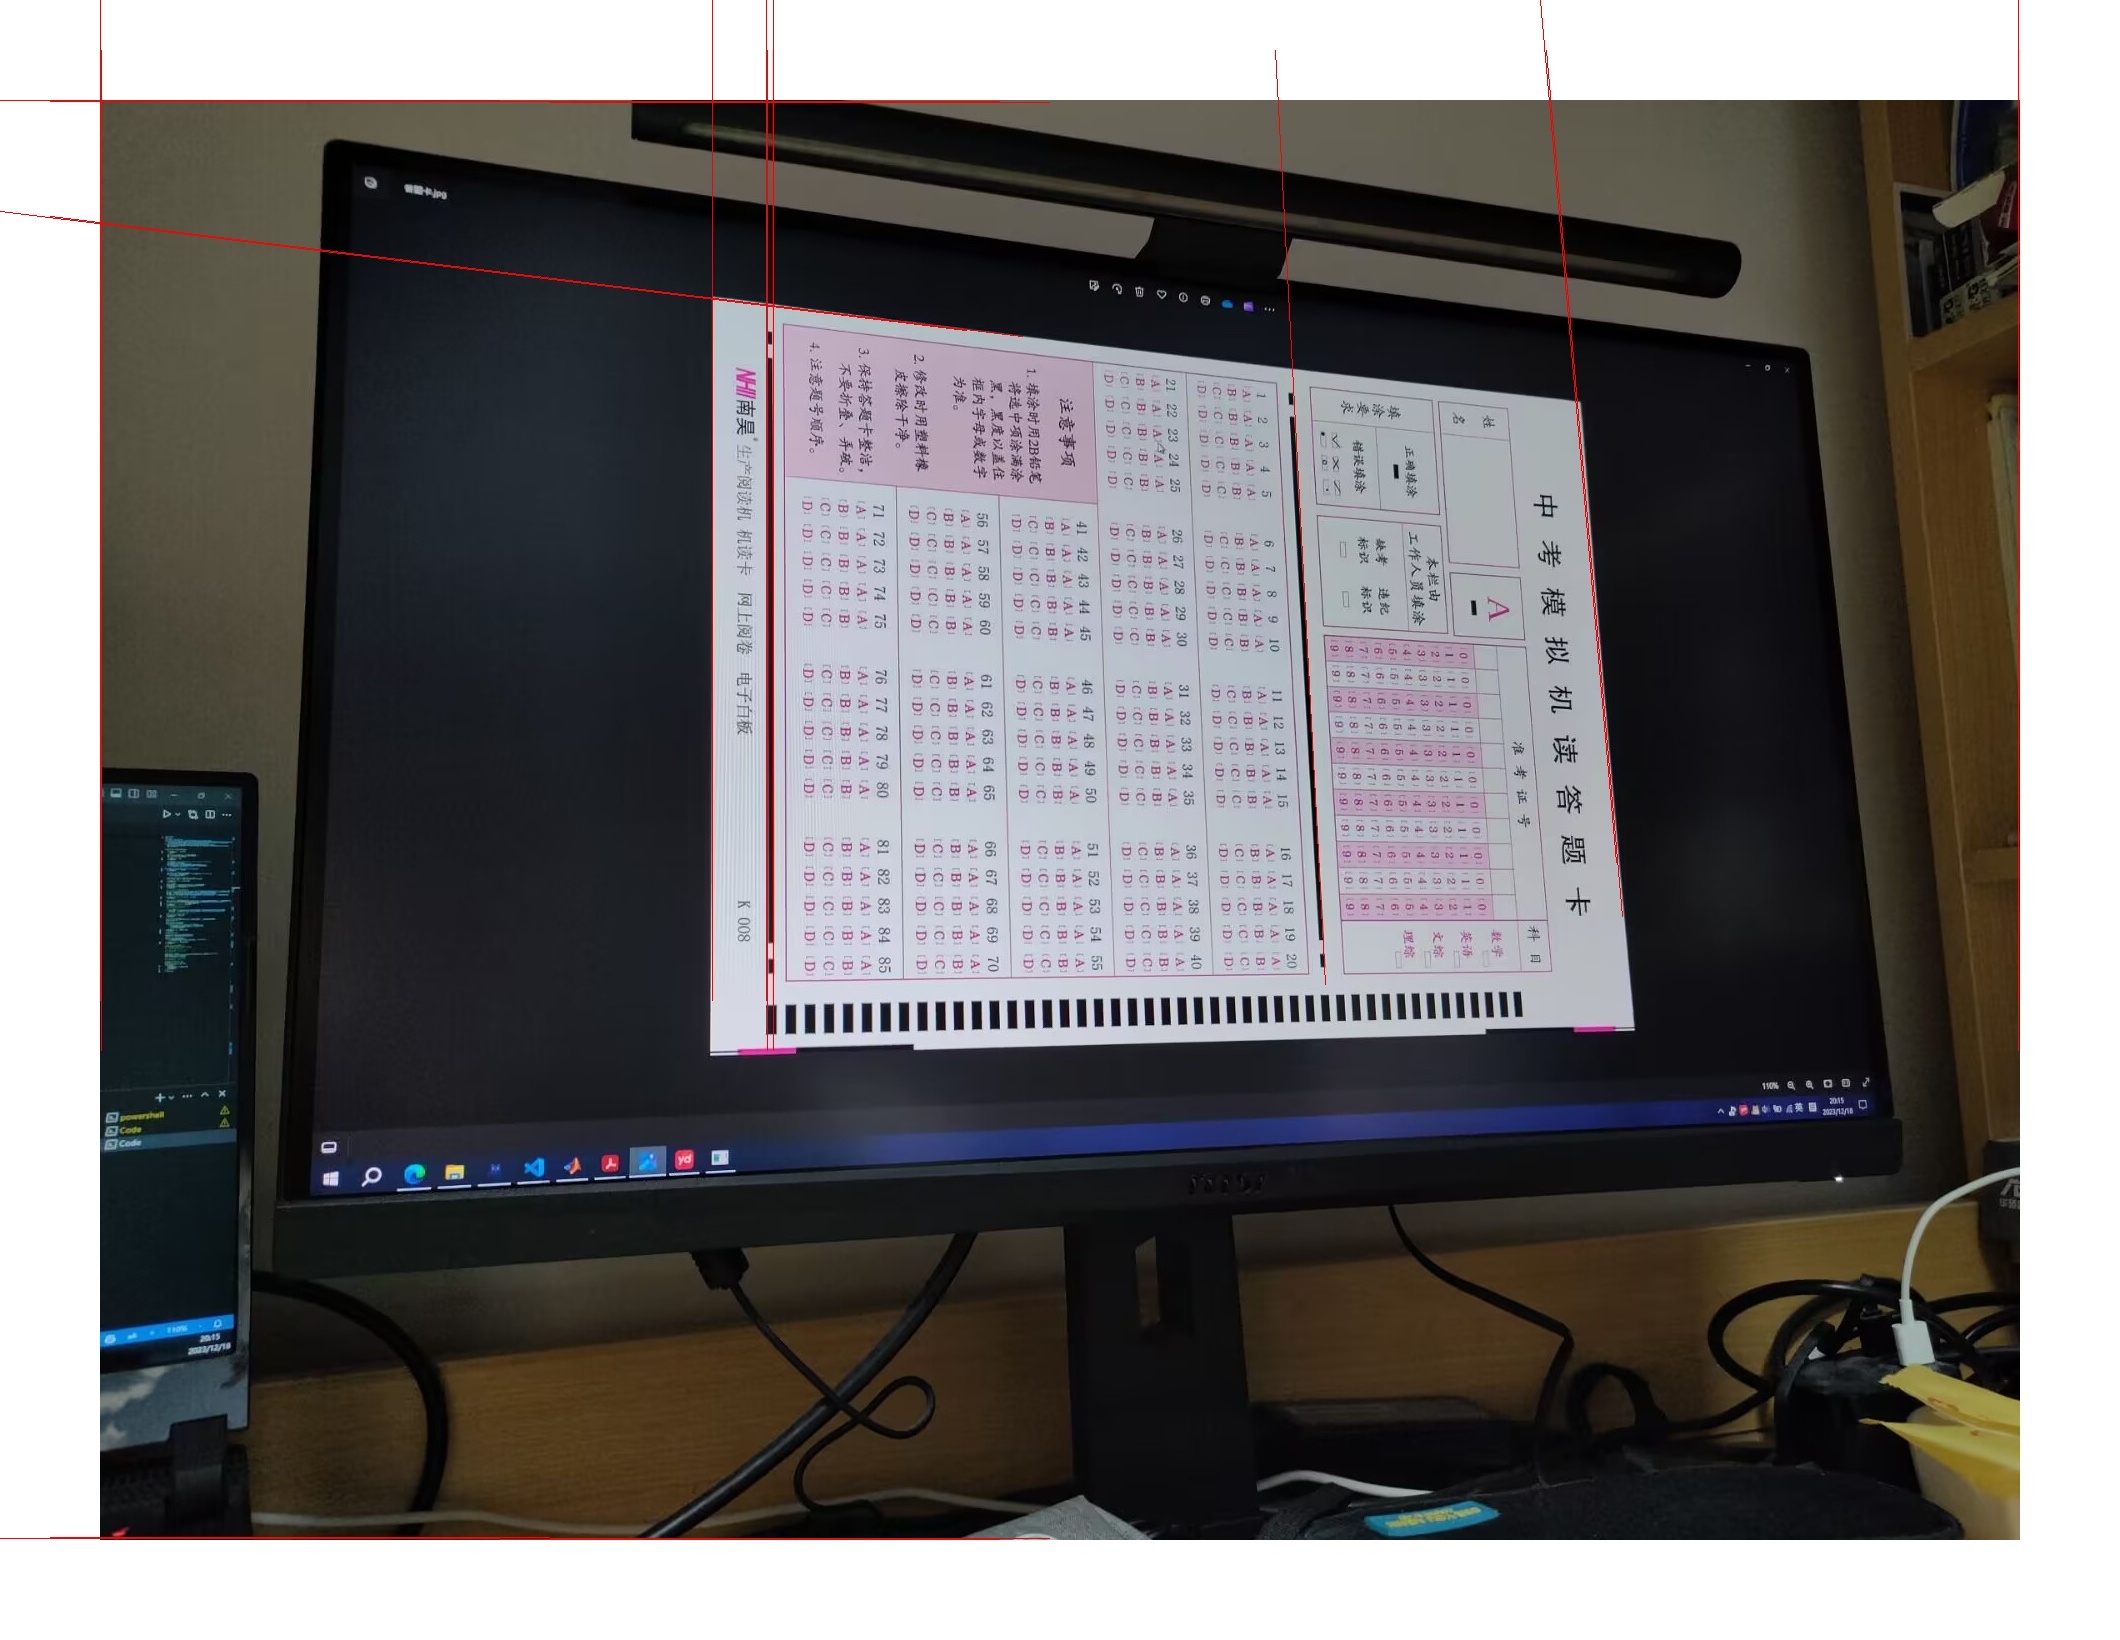 答题卡.jpg
中考模拟机读答题卡
姓名
A
准考证号
科目
数学
英语
文综
理综
填涂要求
正确填涂
错误填涂
本栏由
工作人员填涂
缺考
标识
违纪
标识
[0] [1] [2] [3] [4] [5] [6] [7] [8] [9]
1 2 3 4 5
6 7 8 9 10
11 12 13 14 15
16 17 18 19 20
[A] [B] [C] [D]
21 22 23 24 25
26 27 28 29 30
31 32 33 34 35
36 37 38 39 40
[A] [B] [C] [D]
注意事项
1. 填涂时用2B铅笔
将选中项涂满涂
黑，黑度以盖住
框内字母或数字
为准。
2. 修改时用塑料橡
皮擦除干净。
3. 保持答题卡整洁，
不要折叠、弄破。
4. 注意题号顺序。
41 42 43 44 45
46 47 48 49 50
51 52 53 54 55
[A] [B] [C] [D]
56 57 58 59 60
61 62 63 64 65
66 67 68 69 70
[A] [B] [C] [D]
71 72 73 74 75
76 77 78 79 80
81 82 83 84 85
[A] [B] [C] [D]
南昊 生产阅读机 机读卡 网上阅卷 电子白板
K 008
110%
英
20:15
2023/12/18
yd
powershell
Code
Code
110%
20:15
2023/12/18